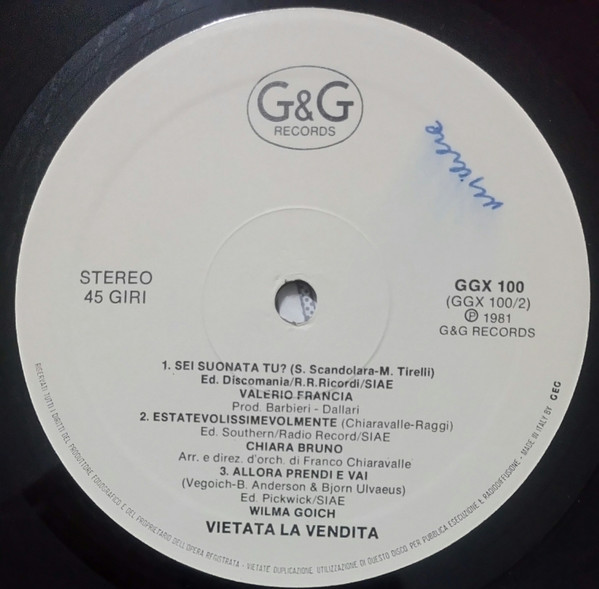 G&G
RECORDS
STEREO
45 GIRI
GGX 100
(GGX 100/2)
Ⓟ 1981
G&G RECORDS
1. SEI SUONATA TU? (S. Scandolara-M. Tirelli)
Ed. Discomania/R.R.Ricordi/SIAE
VALERIO FRANCIA
Prod. Barbieri - Dallari
2. ESTATEVOLISSIMEVOLMENTE (Chiaravalle-Raggi)
Ed. Southern/Radio Record/SIAE
CHIARA BRUNO
Arr. e direz. d'orch. di Franco Chiaravalle
3. ALLORA PRENDI E VAI
(Vegoich-B. Anderson & Bjorn Ulvaeus)
Ed. Pickwick/SIAE
WILMA GOICH
VIETATA LA VENDITA
RISERVATI TUTTI I DIRITTI DEL PRODUTTORE FONOGRAFICO E DEL PROPRIETARIO DELL'OPERA REGISTRATA - VIETATE DUPLICAZIONE, UTILIZZAZIONE DI QUESTO DISCO PER PUBBLICA ESECUZIONE E RADIODIFFUSIONE - MADE IN ITALY BY GEG